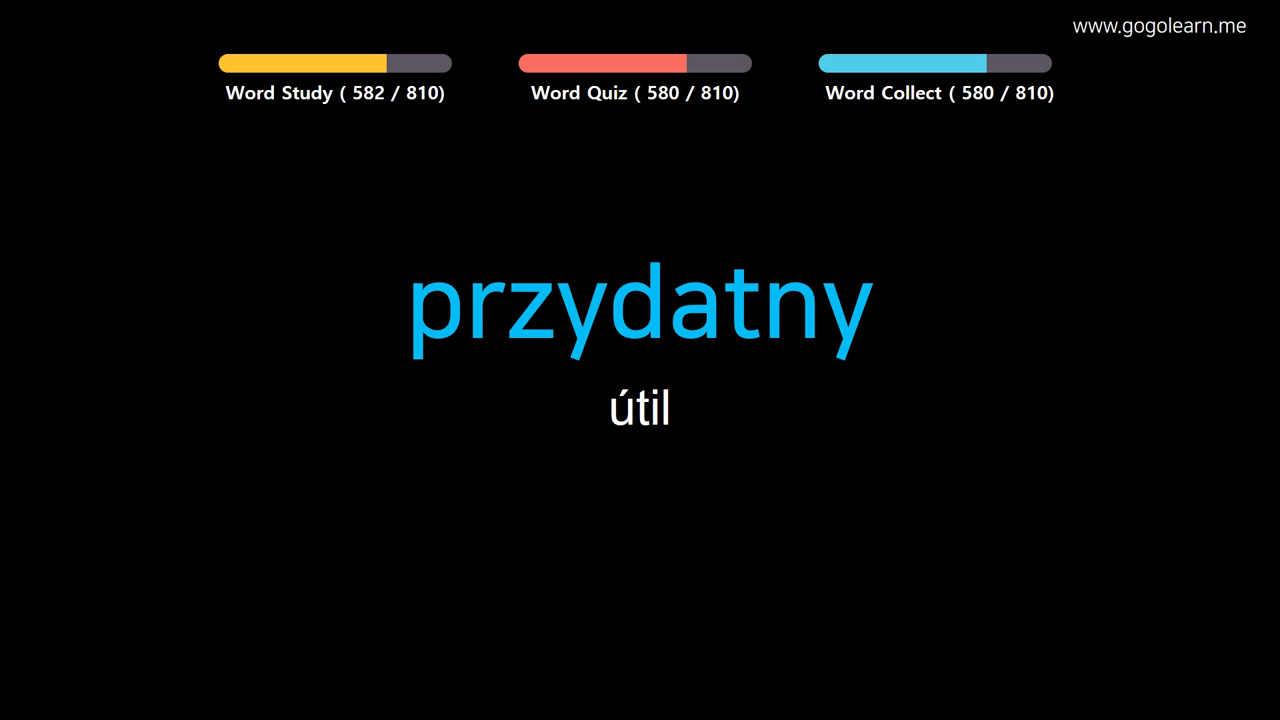 www.gogolearn.me
Word Study ( 582 / 810)
Word Quiz ( 580 / 810)
Word Collect ( 580 / 810)
przydatny
útil